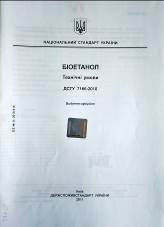 НАЦІОНАЛЬНИЙ СТАНДАРТ УКРАЇНИ
БІОЕТАНОЛ
Технічні умови
ДСТУ 7166:2010
Видання офіційне
Київ
ДЕРЖСПОЖИВСТАНДАРТ УКРАЇНИ
2011